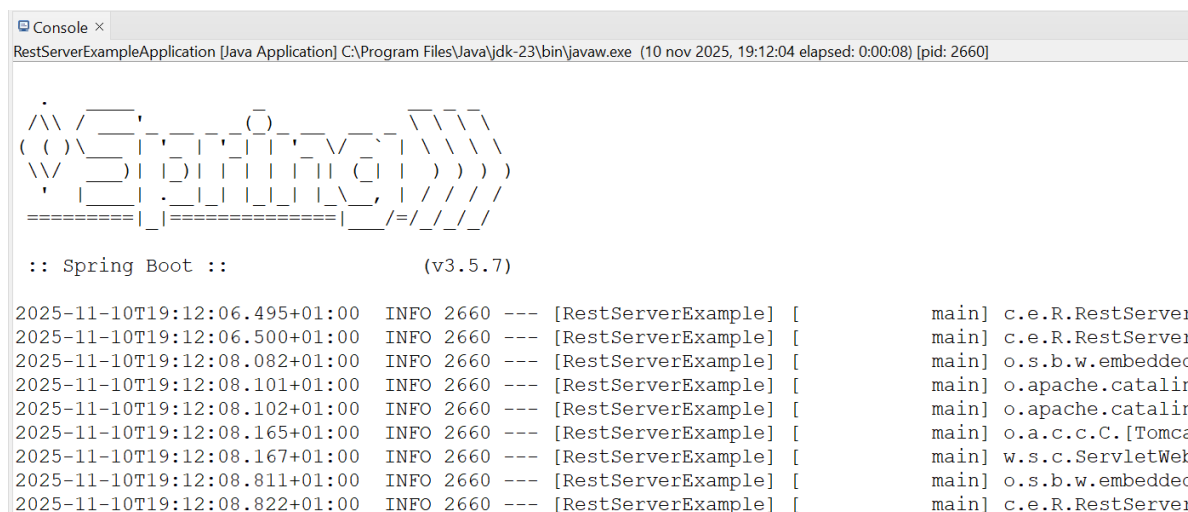 Console ×
RestServerExampleApplication [Java Application] C:\Program Files\Java\jdk-23\bin\javaw.exe  (10 nov 2025, 19:12:04 elapsed: 0:00:08) [pid: 2660]
  .   ____          _            __ _ _
 /\\ / ___'_ __ _ _(_)_ __  __ _ \ \ \ \
( ( )\___ | '_ | '_| | '_ \/ _` | \ \ \ \
 \\/  ___)| |_)| | | | | || (_| |  ) ) ) )
  '  |____| .__|_| |_|_| |_\__, | / / / /
 =========|_|==============|___/=/_/_/_/
 :: Spring Boot ::                (v3.5.7)
2025-11-10T19:12:06.495+01:00  INFO 2660 --- [RestServerExample] [           main] c.e.R.RestServer
2025-11-10T19:12:06.500+01:00  INFO 2660 --- [RestServerExample] [           main] c.e.R.RestServer
2025-11-10T19:12:08.082+01:00  INFO 2660 --- [RestServerExample] [           main] o.s.b.w.embedded
2025-11-10T19:12:08.101+01:00  INFO 2660 --- [RestServerExample] [           main] o.apache.catalin
2025-11-10T19:12:08.102+01:00  INFO 2660 --- [RestServerExample] [           main] o.apache.catalin
2025-11-10T19:12:08.165+01:00  INFO 2660 --- [RestServerExample] [           main] o.a.c.c.C.[Tomca
2025-11-10T19:12:08.167+01:00  INFO 2660 --- [RestServerExample] [           main] w.s.c.ServletWeb
2025-11-10T19:12:08.811+01:00  INFO 2660 --- [RestServerExample] [           main] o.s.b.w.embedded
2025-11-10T19:12:08.822+01:00  INFO 2660 --- [RestServerExample] [           main] c.e.R.RestServer